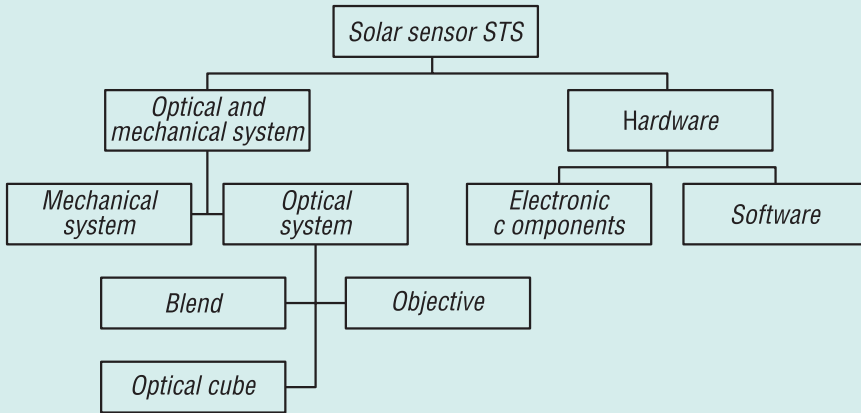 Solar sensor STS
Optical and
mechanical system
Hardware
Mechanical
system
Optical
system
Electronic
c omponents
Software
Blend
Objective
Optical cube